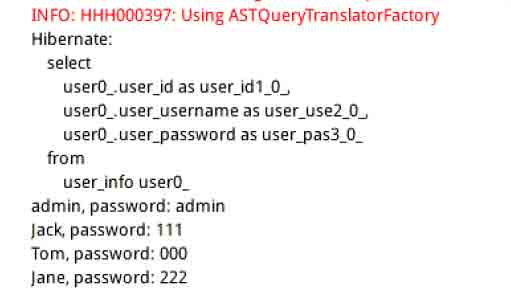 INFO: HHH000397: Using ASTQueryTranslatorFactory
Hibernate:
select
user0_.user_id as user_id1_0_,
user0_.user_username as user_use2_0_,
user0_.user_password as user_pas3_0_
from
user_info user0_
admin, password: admin
Jack, password: 111
Tom, password: 000
Jane, password: 222